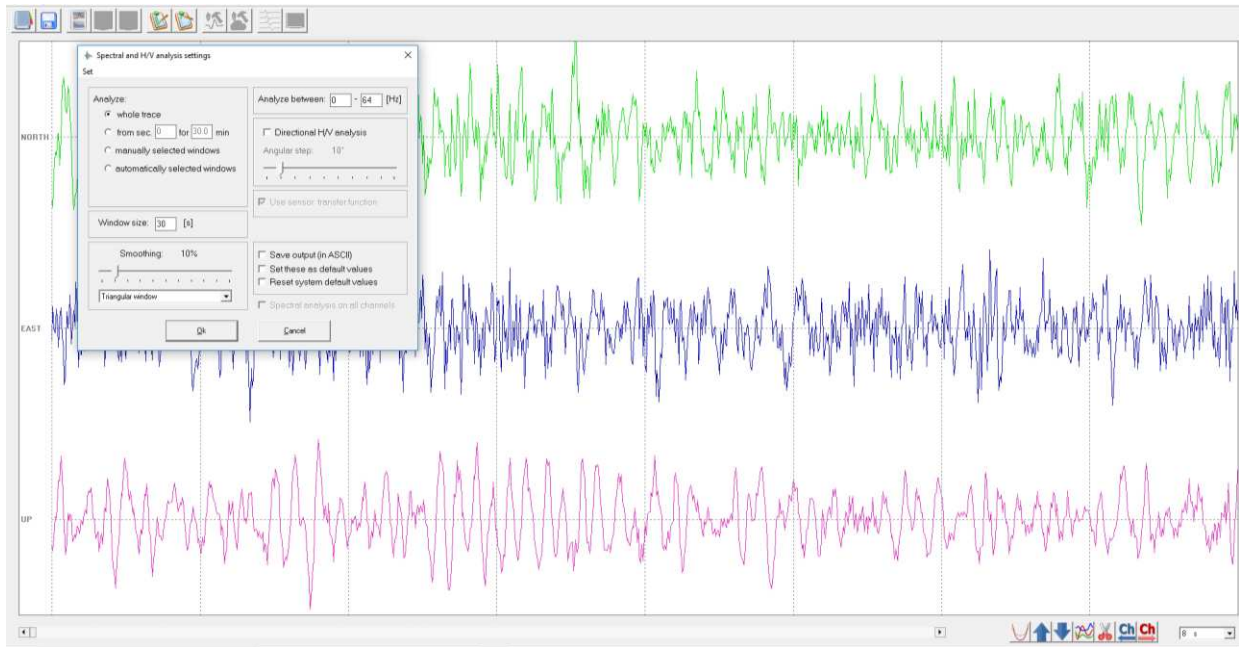 Spectral and H/V analysis settings
Set
Analyze:
whole trace
from sec. 0 for 30.0 min
manually selected windows
automatically selected windows
Window size: 30 [s]
Smoothing: 10%
Triangular window
Analyze between: 0 - 64 [Hz]
Directional H/V analysis
Angular step: 10°
Use sensor transfer function
Save output (in ASCII)
Set these as default values
Reset system default values
Spectral analysis on all channels
Ok
Cancel
NORTH
EAST
UP
Ch Ch
8 s